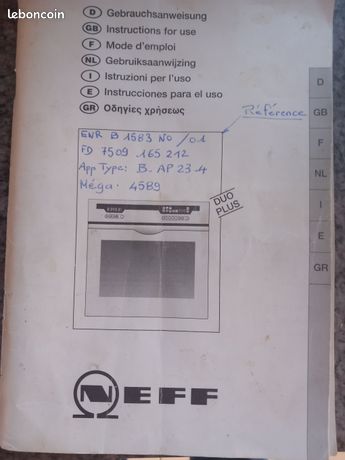 leboncoin
D Gebrauchsanweisung
GB Instructions for use
F Mode d'emploi
NL Gebruiksaanwijzing
I Istruzioni per l'uso
E Instrucciones para el uso
GR Οδηγίες χρήσεως
Référence
ENR B 1583 NO /01
FD 7509 165 212
App Type: B. AP 23.4
Méga. 4589
DUO PLUS
D
GB
F
NL
I
E
GR
NEFF